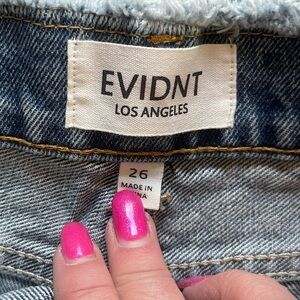 EVIDNT
LOS ANGELES
26
MADE IN